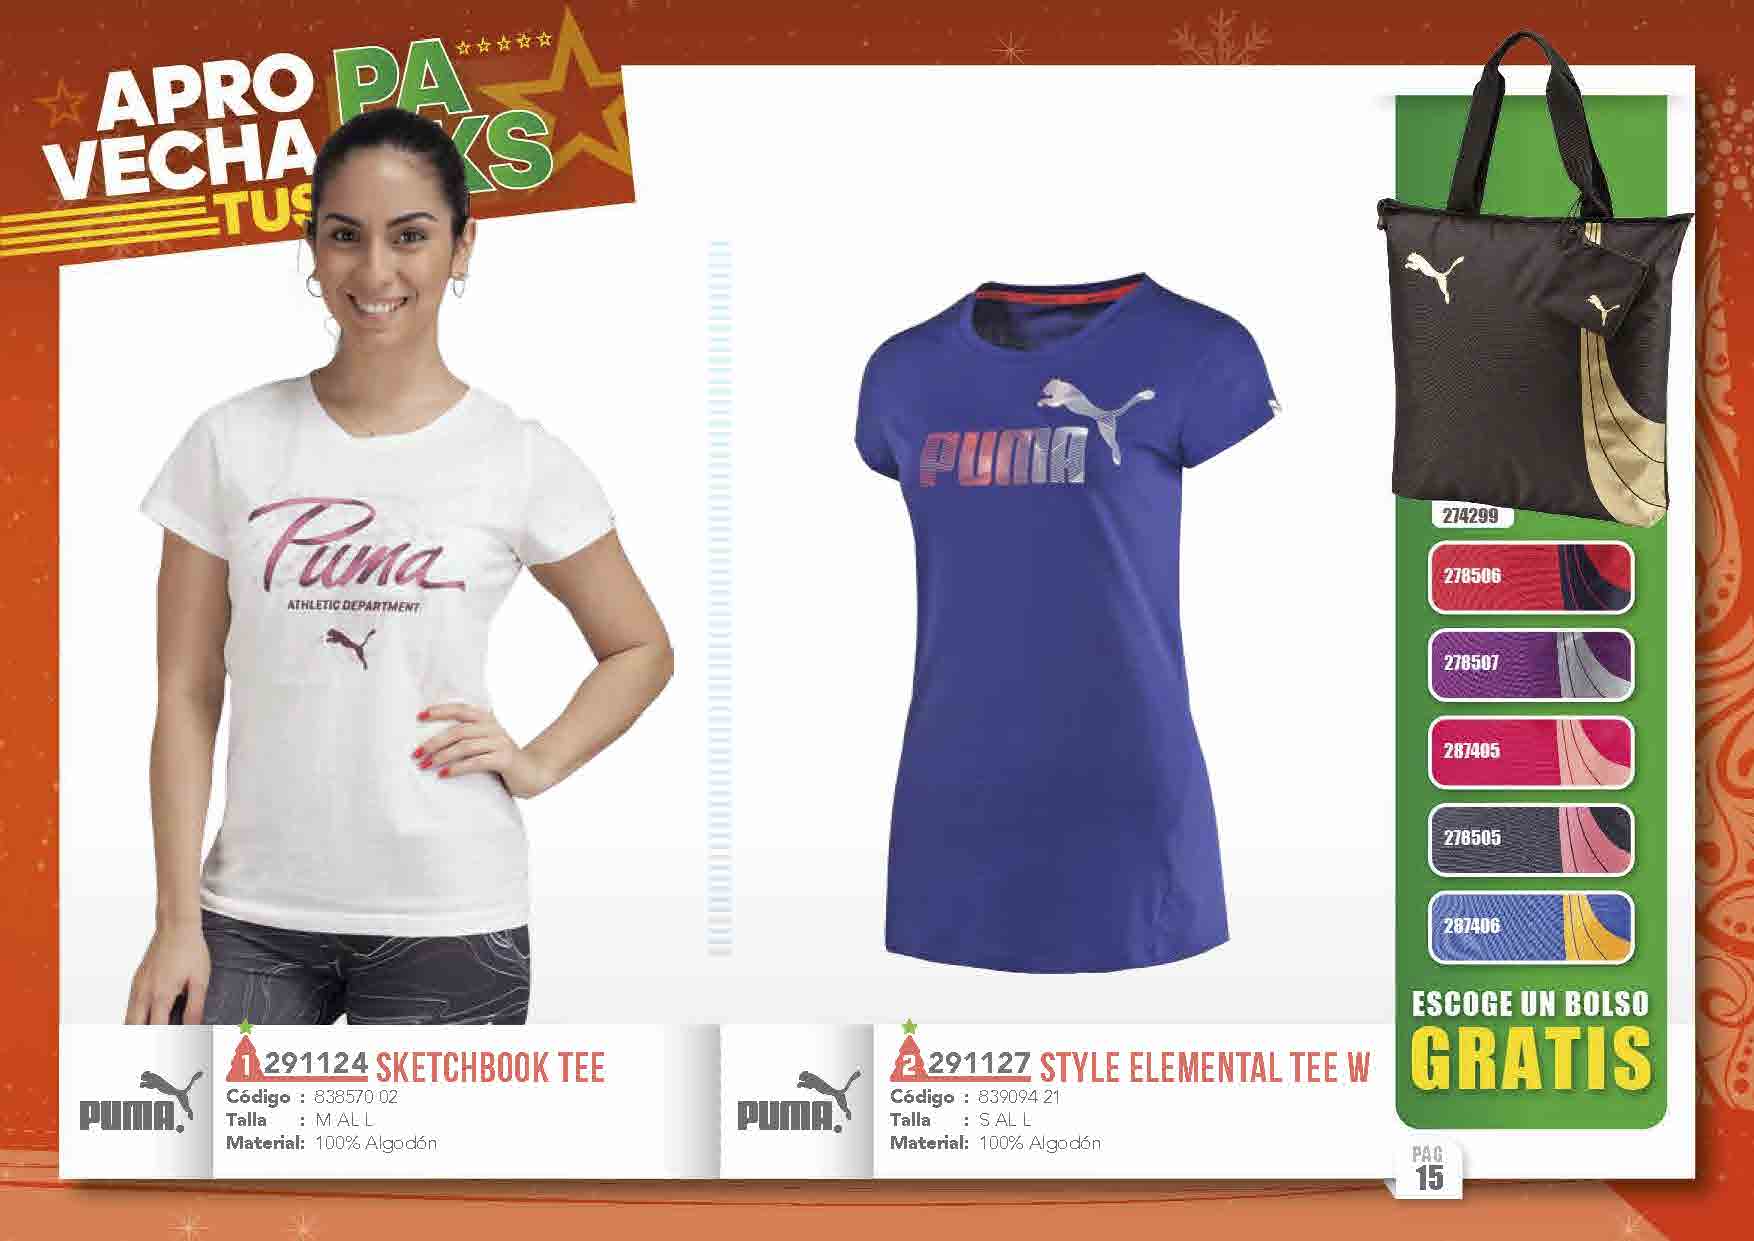 APRO
VECHA
TUS
PA
KS
Puma
ATHLETIC DEPARTMENT
PUMA
274299
278506
278507
287405
278505
287406
ESCOGE UN BOLSO
GRATIS
PUMA.
1 291124 SKETCHBOOK TEE
Código : 838570 02
Talla : M AL L
Material: 100% Algodón
PUMA.
2 291127 STYLE ELEMENTAL TEE W
Código : 839094 21
Talla : S AL L
Material: 100% Algodón
PAG
15